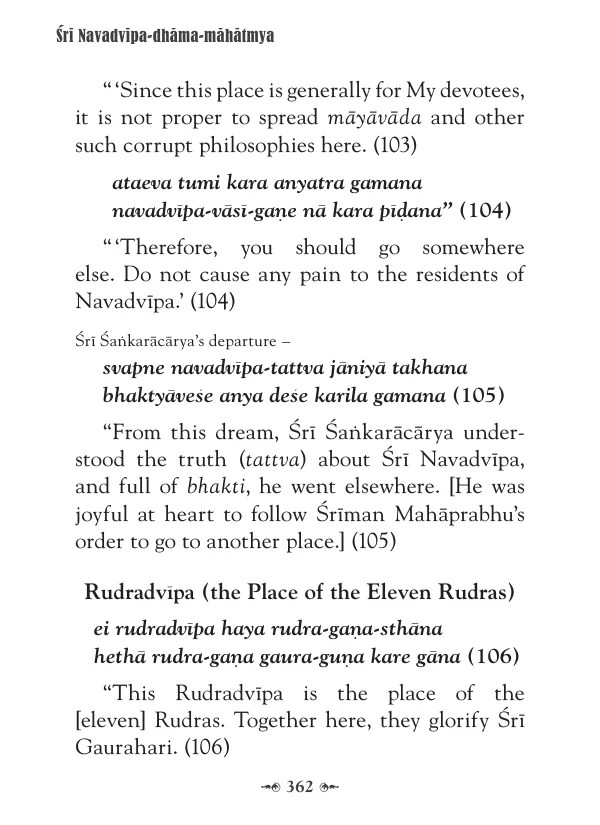 Śrī Navadvīpa-dhāma-māhātmya
“ ‘Since this place is generally for My devotees,
it is not proper to spread māyāvāda and other
such corrupt philosophies here. (103)
ataeva tumi kara anyatra gamana
navadvīpa-vāsī-gaṇe nā kara pīḍana” (104)
“ ‘Therefore, you should go somewhere
else. Do not cause any pain to the residents of
Navadvīpa.’ (104)
Śrī Śaṅkarācārya’s departure –
svapne navadvīpa-tattva jāniyā takhana
bhaktyāveśe anya deśe karila gamana (105)
“From this dream, Śrī Śaṅkarācārya under-
stood the truth (tattva) about Śrī Navadvīpa,
and full of bhakti, he went elsewhere. [He was
joyful at heart to follow Śrīman Mahāprabhu’s
order to go to another place.] (105)
Rudradvīpa (the Place of the Eleven Rudras)
ei rudradvīpa haya rudra-gaṇa-sthāna
hethā rudra-gaṇa gaura-guṇa kare gāna (106)
“This Rudradvīpa is the place of the
[eleven] Rudras. Together here, they glorify Śrī
Gaurahari. (106)
362